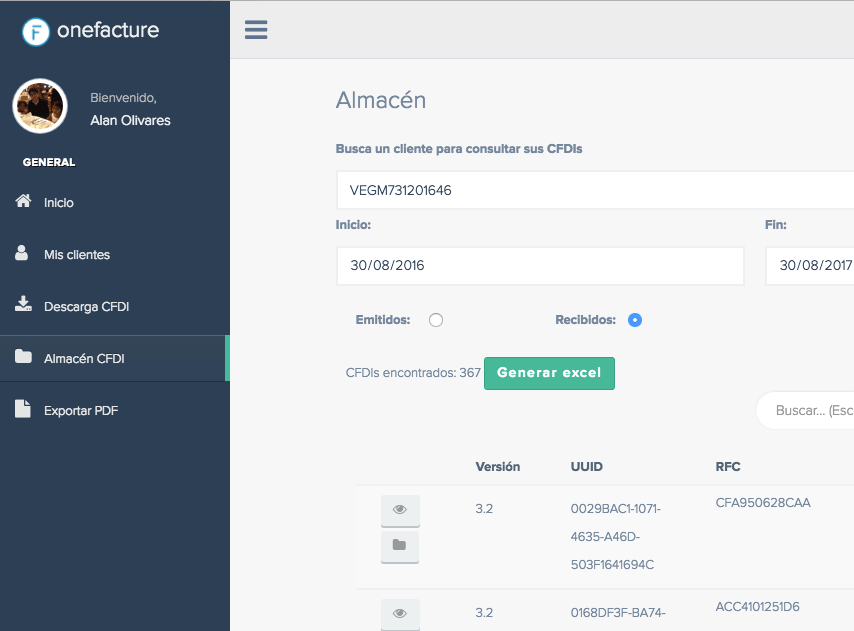 onefacture
Bienvenido,
Alan Olivares
GENERAL
Inicio
Mis clientes
Descarga CFDI
Almacén CFDI
Exportar PDF
Almacén
Busca un cliente para consultar sus CFDIs
VEGM731201646
Inicio: Fin:
30/08/2016 30/08/2017
Emitidos: Recibidos:
CFDIs encontrados: 367 Generar excel
Buscar... (Esc
Versión UUID RFC
3.2 0029BAC1-1071- CFA950628CAA
4635-A46D-
503F1641694C
3.2 0168DF3F-BA74- ACC4101251D6